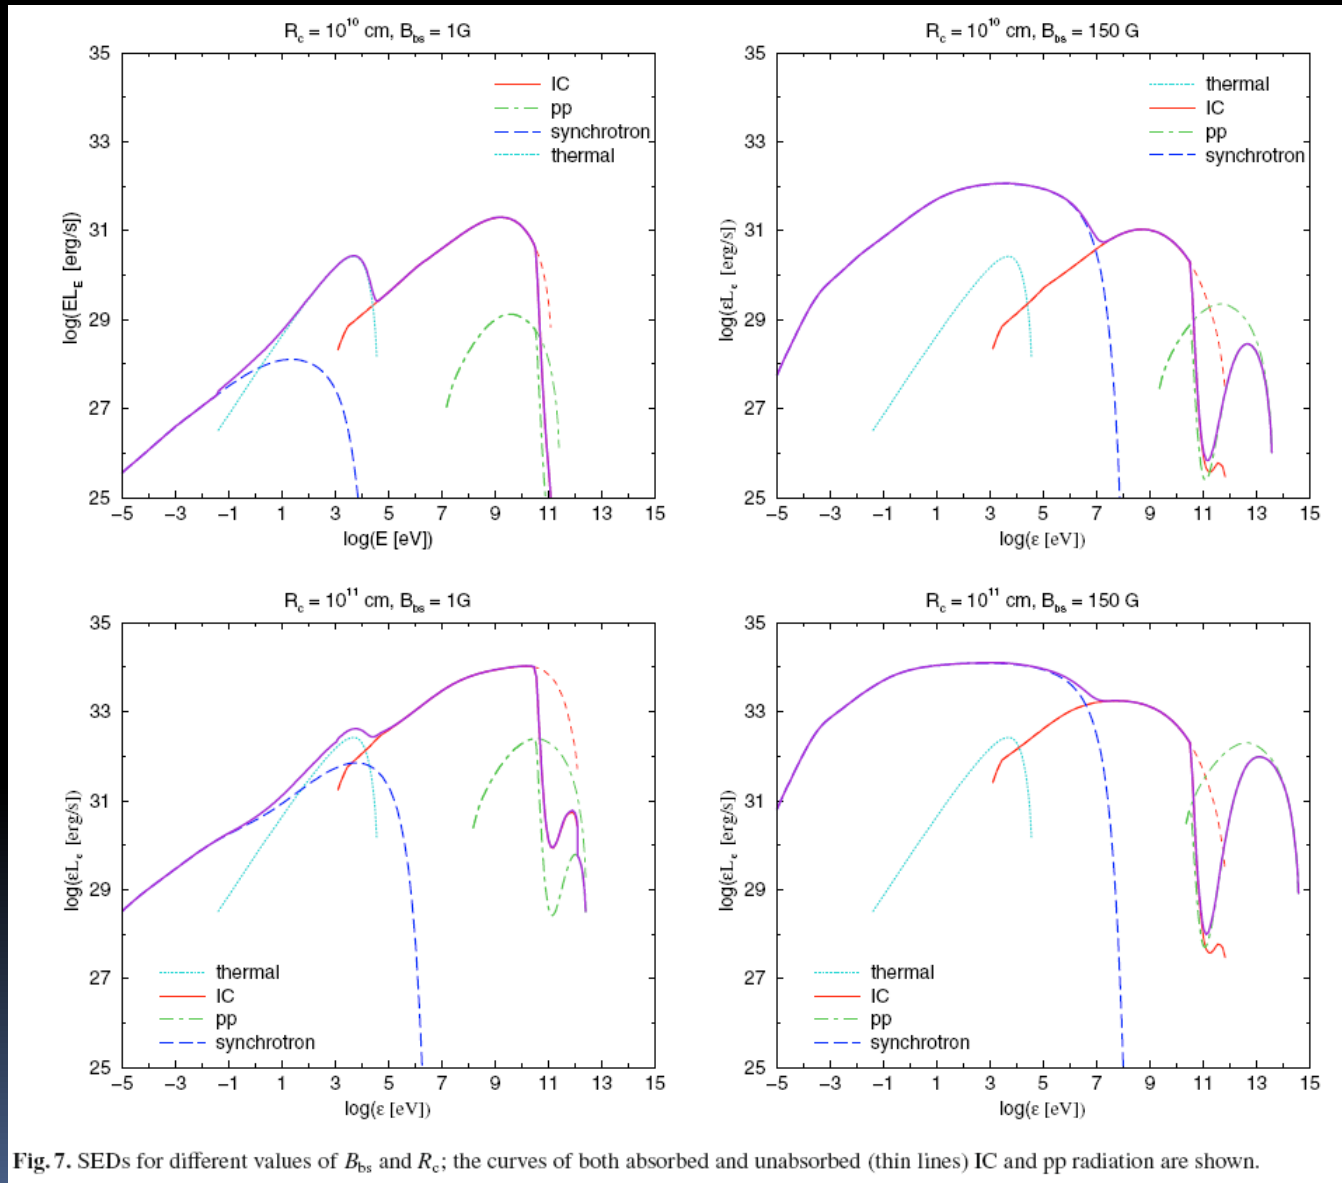 R_c = 10^10 cm, B_bs = 1G
35
33
31
29
27
25
log(EL_E [erg/s])
IC
pp
synchrotron
thermal
−5 −3 −1 1 3 5 7 9 11 13 15
log(E [eV])
R_c = 10^10 cm, B_bs = 150 G
35
33
31
29
27
25
log(εL_ε [erg/s])
thermal
IC
pp
synchrotron
−5 −3 −1 1 3 5 7 9 11 13 15
log(ε [eV])
R_c = 10^11 cm, B_bs = 1G
35
33
31
29
27
25
log(εL_ε [erg/s])
thermal
IC
pp
synchrotron
−5 −3 −1 1 3 5 7 9 11 13 15
log(ε [eV])
R_c = 10^11 cm, B_bs = 150 G
35
33
31
29
27
25
log(εL_ε [erg/s])
thermal
IC
pp
synchrotron
−5 −3 −1 1 3 5 7 9 11 13 15
log(ε [eV])
Fig. 7. SEDs for different values of B_bs and R_c; the curves of both absorbed and unabsorbed (thin lines) IC and pp radiation are shown.